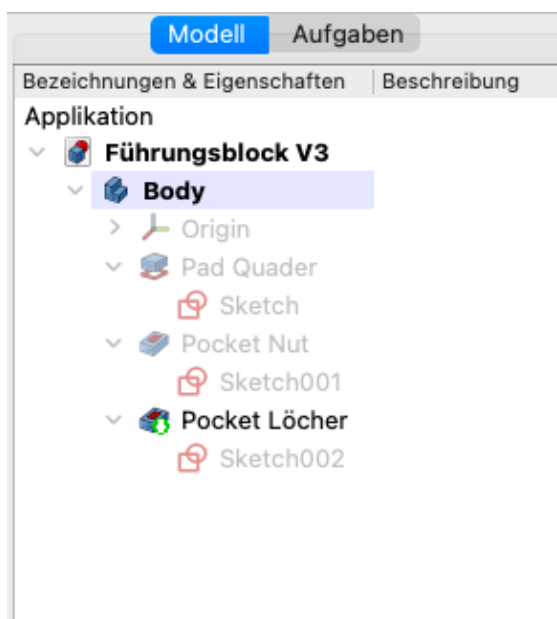 Modell Aufgaben
Bezeichnungen & Eigenschaften Beschreibung
Applikation
Führungsblock V3
Body
Origin
Pad Quader
Sketch
Pocket Nut
Sketch001
Pocket Löcher
Sketch002